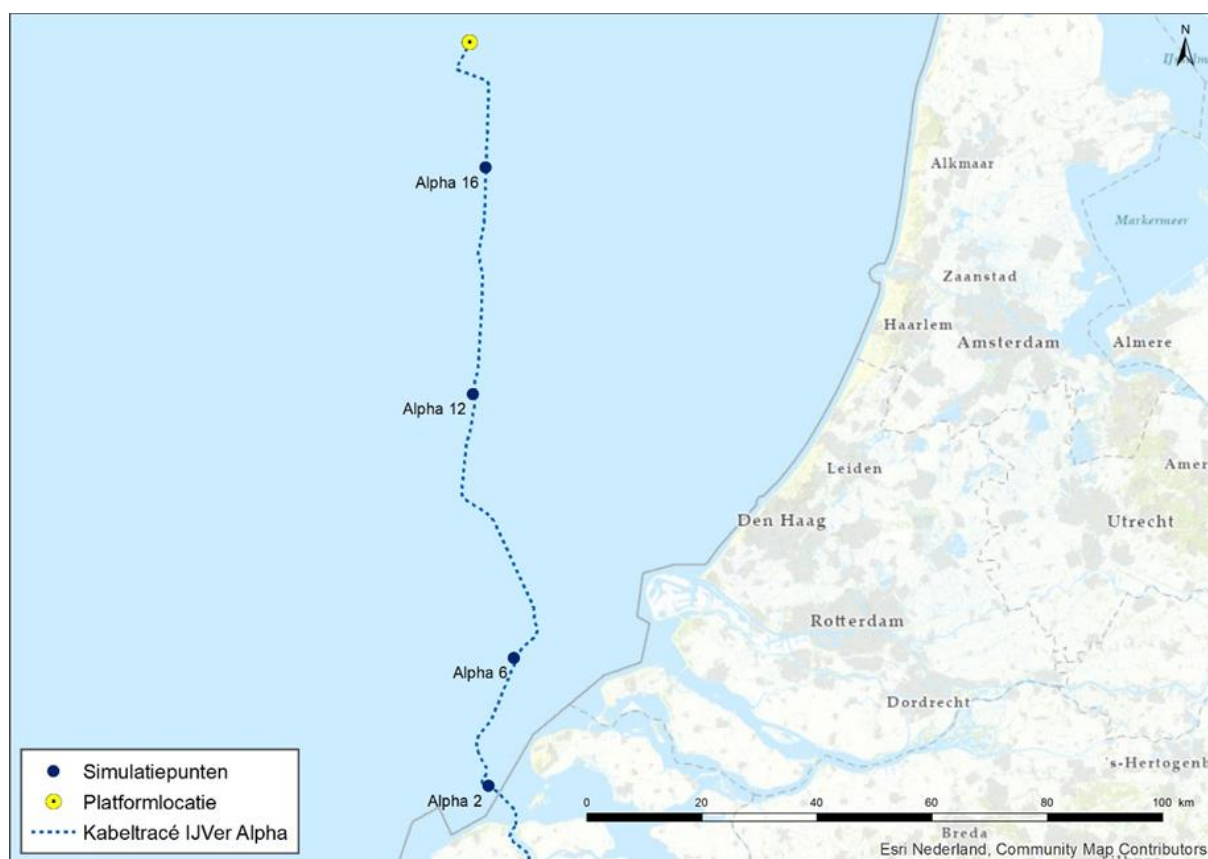 N
IJsselm
Alkmaar
Alpha 16
Markermeer
Zaanstad
Haarlem
Amsterdam
Almere
Alpha 12
Leiden
Amer
Den Haag
Utrecht
Rotterdam
Alpha 6
Dordrecht
's-Hertogenb
Simulatiepunten
Platformlocatie
Kabeltracé IJVer Alpha
Alpha 2
0 20 40 60 80 100 km
Breda
Esri Nederland, Community Map Contributors